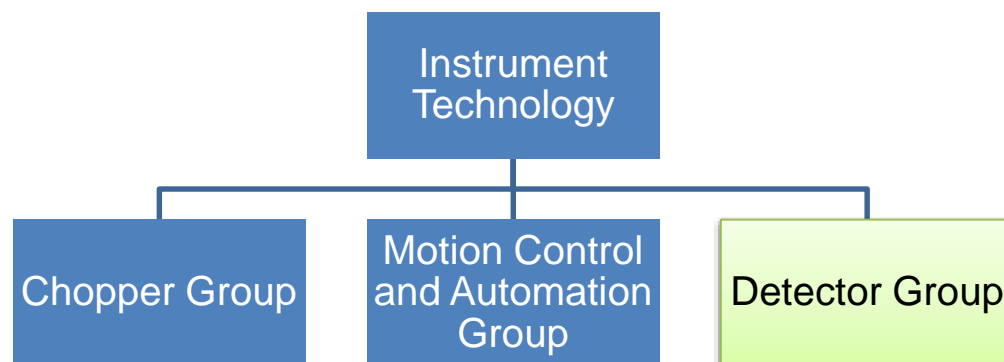 Instrument
Technology
Chopper Group
Motion Control
and Automation
Group
Detector Group